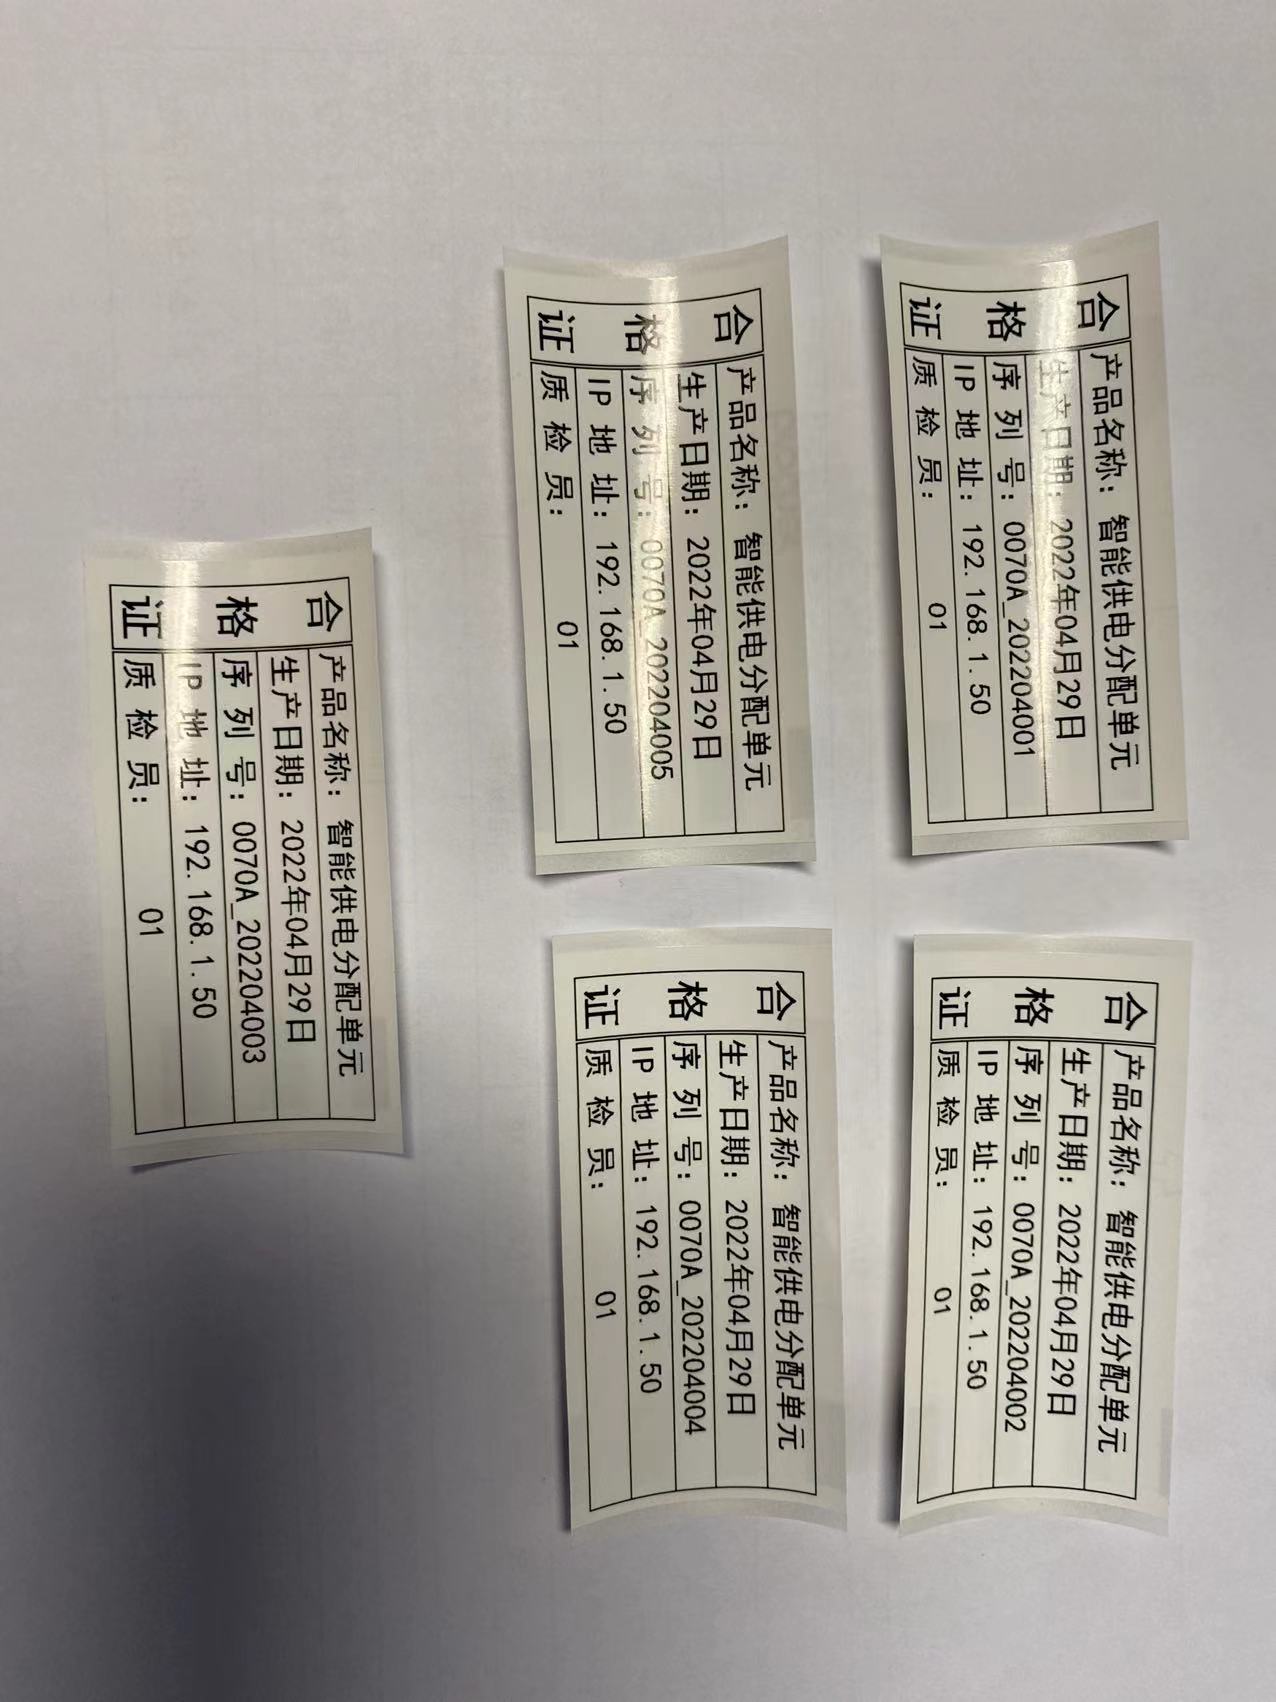 合格证
产品名称: 智能供电分配单元
生产日期: 2022年04月29日
序列号: 0070A_202204001
IP地址: 192.168.1.50
质检员: 01
合格证
产品名称: 智能供电分配单元
生产日期: 2022年04月29日
序列号: 0070A_202204002
IP地址: 192.168.1.50
质检员: 01
合格证
产品名称: 智能供电分配单元
生产日期: 2022年04月29日
序列号: 0070A_202204005
IP地址: 192.168.1.50
质检员: 01
合格证
产品名称: 智能供电分配单元
生产日期: 2022年04月29日
序列号: 0070A_202204004
IP地址: 192.168.1.50
质检员: 01
合格证
产品名称: 智能供电分配单元
生产日期: 2022年04月29日
序列号: 0070A_202204003
IP地址: 192.168.1.50
质检员: 01